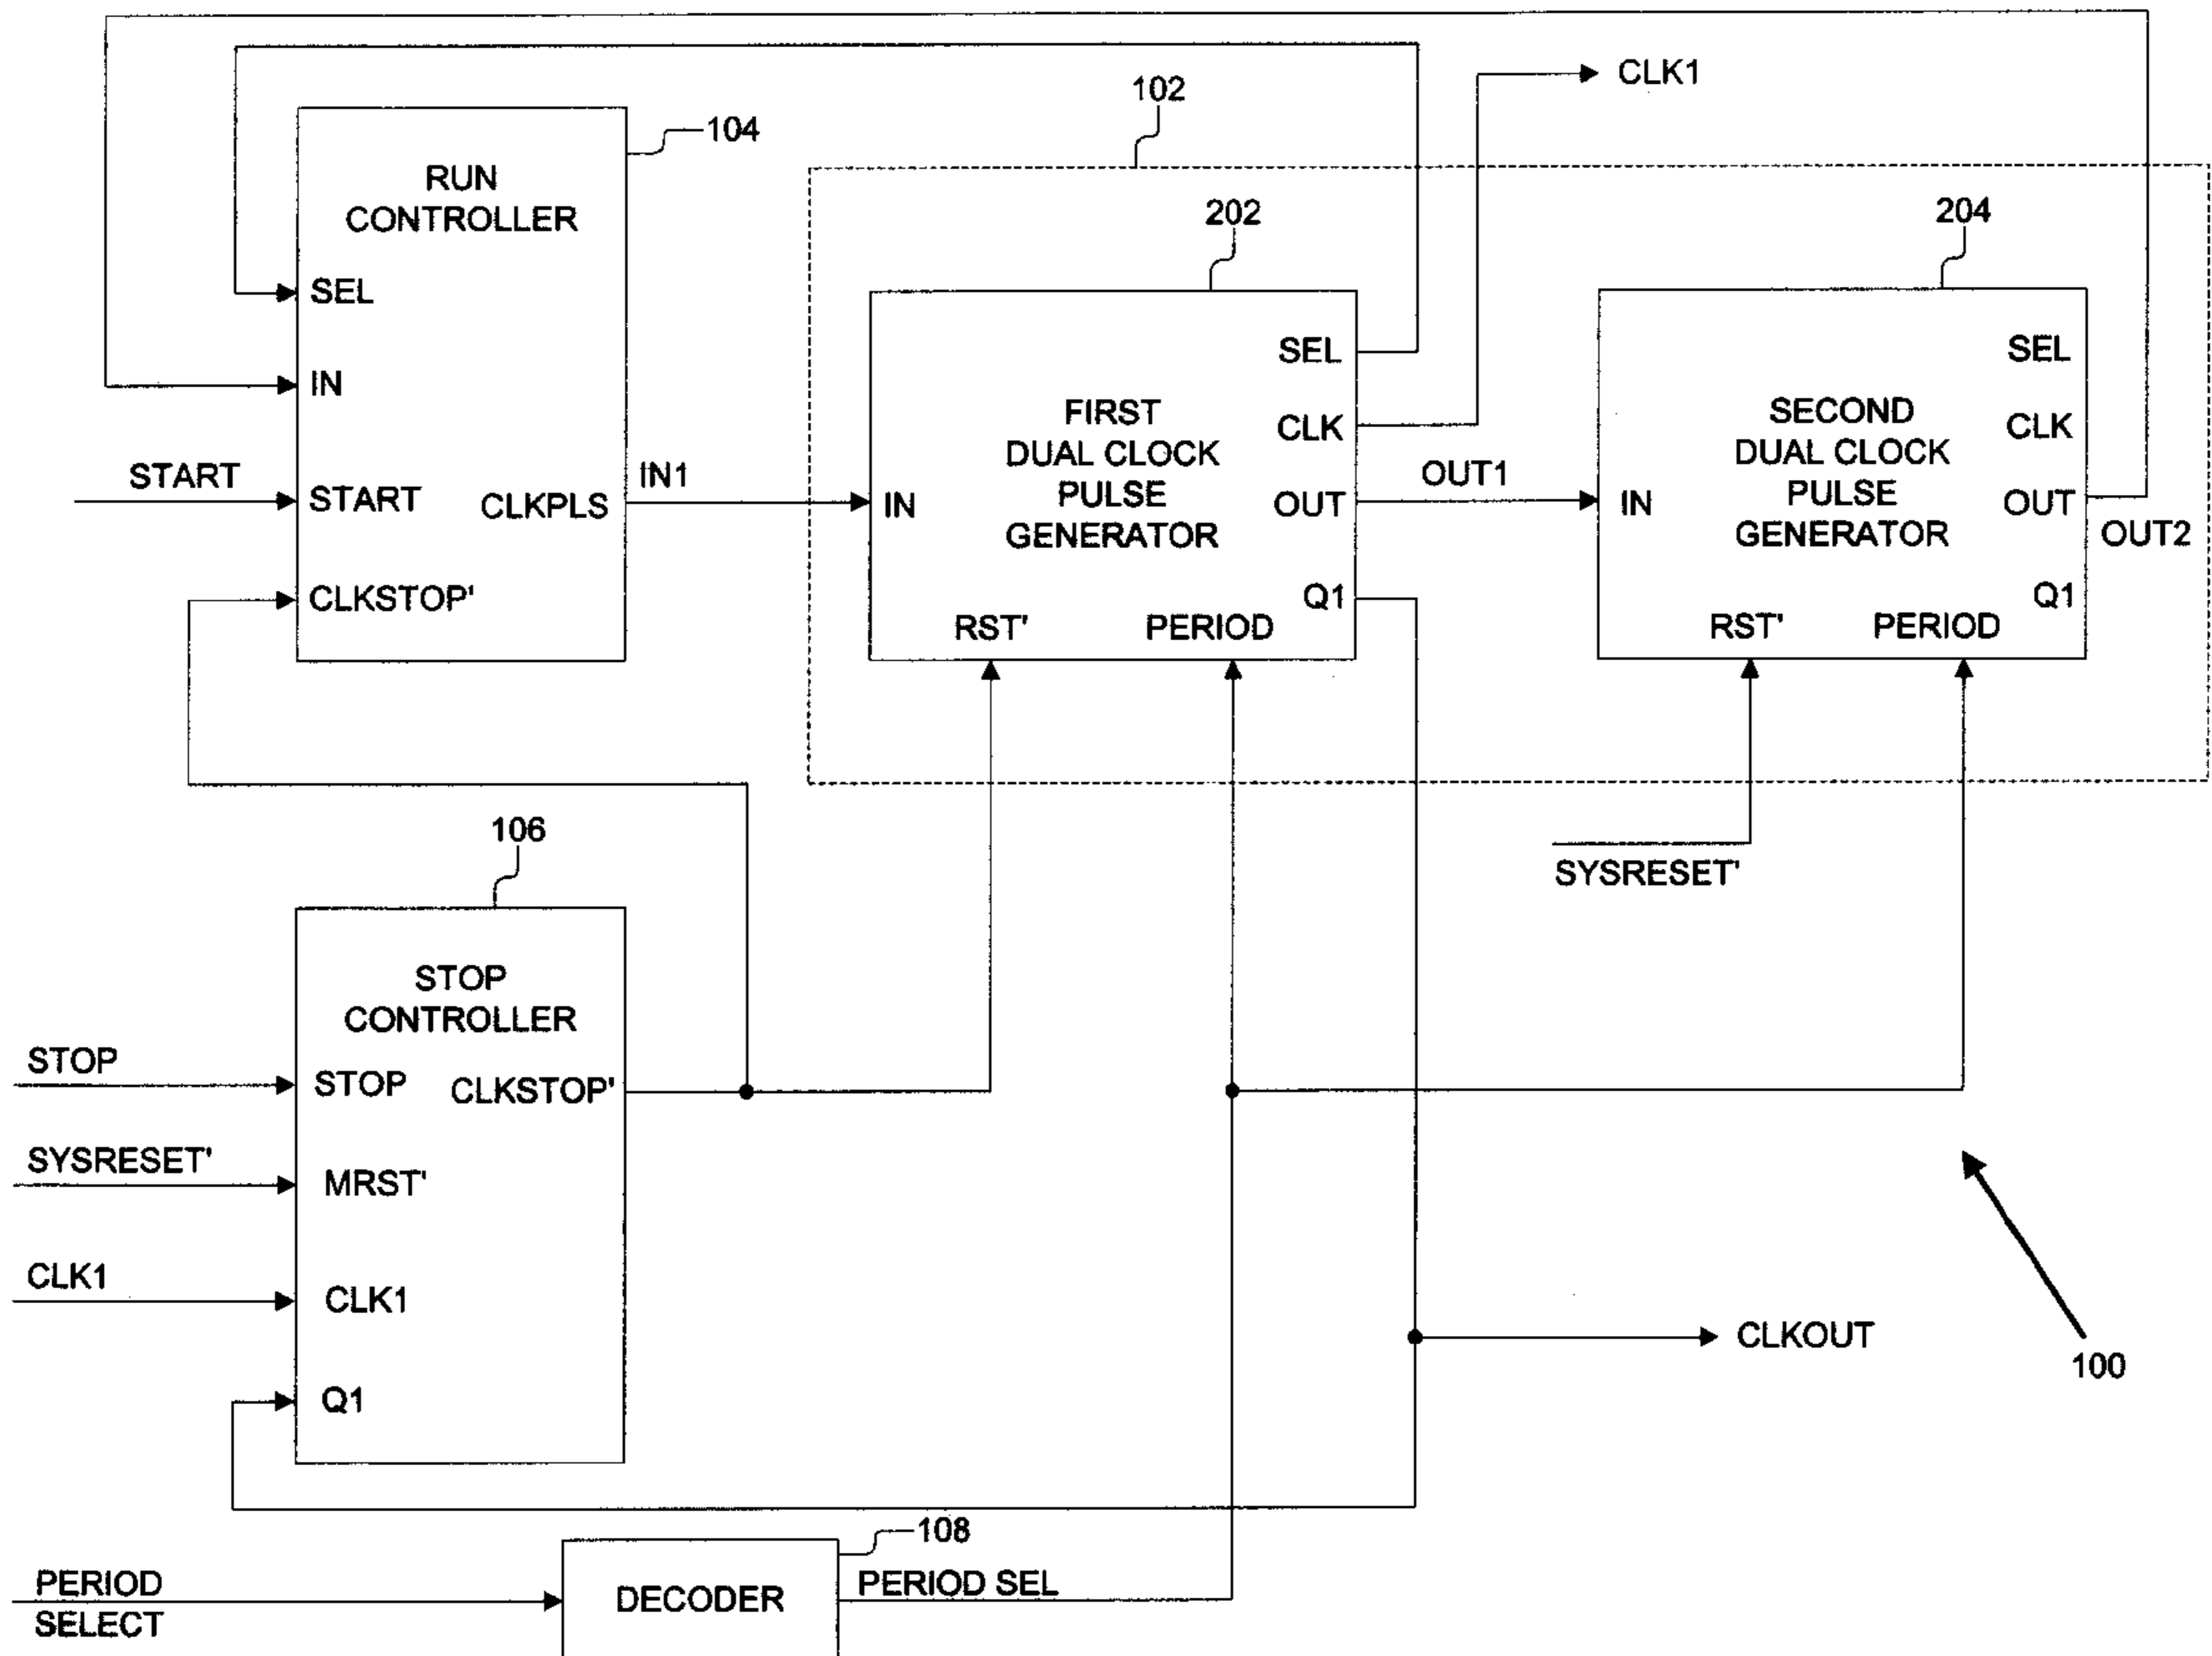 CLK1
102
104
RUN
CONTROLLER
202
204
SEL
IN
START
START
CLKPLS
IN1
CLKSTOP'
SEL
CLK
FIRST
DUAL CLOCK
PULSE
GENERATOR
IN
OUT
OUT1
Q1
RST'
PERIOD
SEL
CLK
SECOND
DUAL CLOCK
PULSE
GENERATOR
IN
OUT
OUT2
Q1
RST'
PERIOD
106
SYSRESET'
STOP
CONTROLLER
STOP
STOP
CLKSTOP'
SYSRESET'
MRST'
CLK1
CLK1
Q1
CLKOUT
100
108
PERIOD
SELECT
DECODER
PERIOD SEL